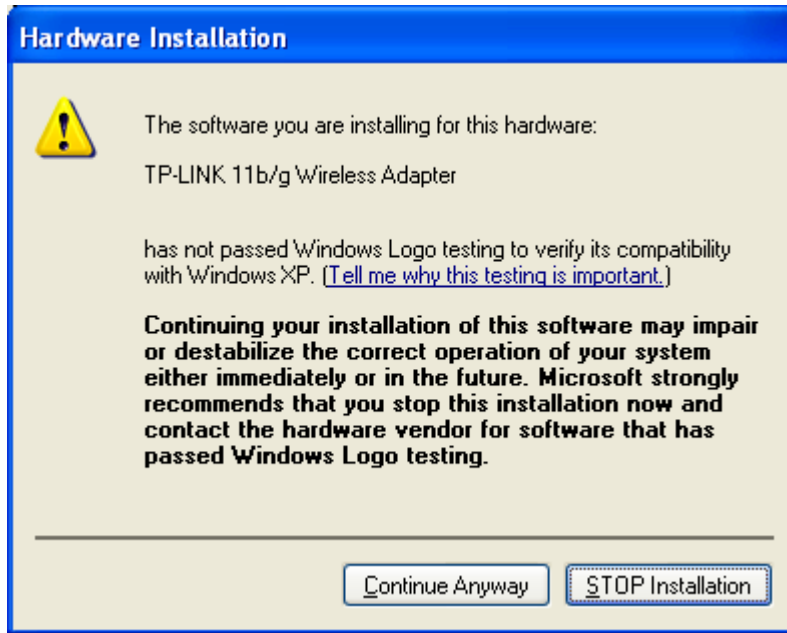 Hardware Installation
The software you are installing for this hardware:
TP-LINK 11b/g Wireless Adapter
has not passed Windows Logo testing to verify its compatibility
with Windows XP. (Tell me why this testing is important.)
Continuing your installation of this software may impair
or destabilize the correct operation of your system
either immediately or in the future. Microsoft strongly
recommends that you stop this installation now and
contact the hardware vendor for software that has
passed Windows Logo testing.
Continue Anyway
STOP Installation